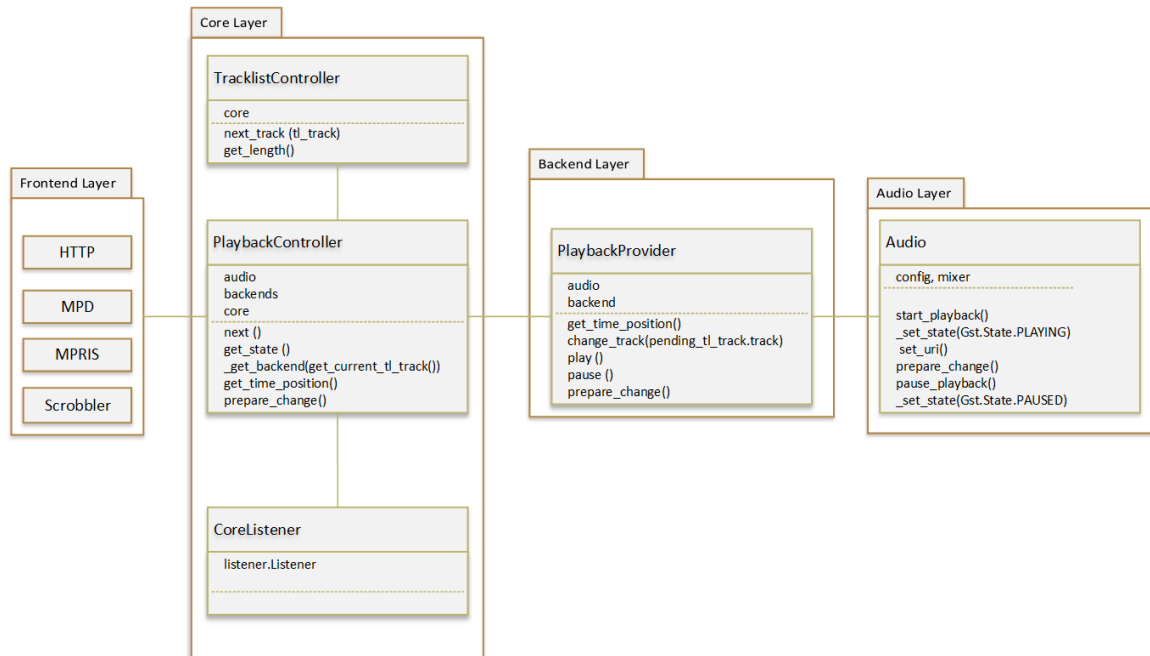 Core Layer
TracklistController
core
next_track (tl_track)
get_length()
Frontend Layer
HTTP
MPD
MPRIS
Scrobbler
PlaybackController
audio
backends
core
next ()
get_state ()
_get_backend(get_current_tl_track())
get_time_position()
prepare_change()
CoreListener
listener.Listener
Backend Layer
PlaybackProvider
audio
backend
get_time_position()
change_track(pending_tl_track.track)
play ()
pause ()
prepare_change()
Audio Layer
Audio
config, mixer
start_playback()
_set_state(Gst.State.PLAYING)
set_uri()
prepare_change()
pause_playback()
_set_state(Gst.State.PAUSED)